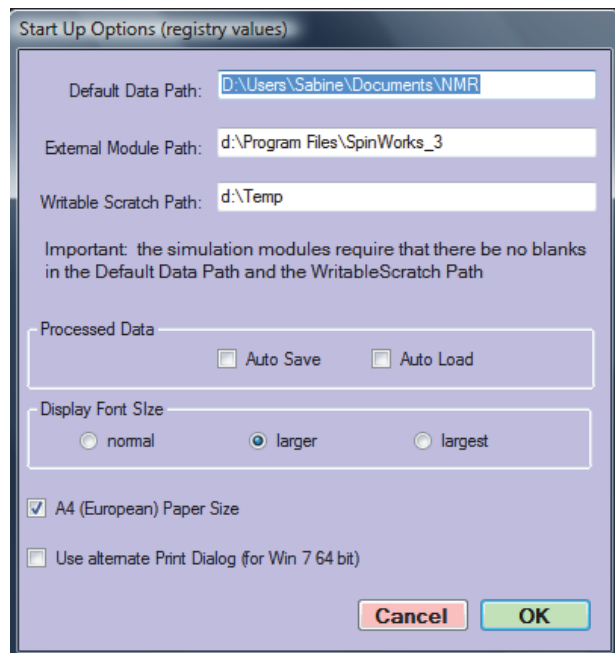 Start Up Options (registry values)
Default Data Path: D:\Users\Sabine\Documents\NMR
External Module Path: d:\Program Files\SpinWorks_3
Writable Scratch Path: d:\Temp
Important: the simulation modules require that there be no blanks
in the Default Data Path and the WritableScratch Path
Processed Data
Auto Save Auto Load
Display Font SIze
normal larger largest
A4 (European) Paper Size
Use alternate Print Dialog (for Win 7 64 bit)
Cancel OK